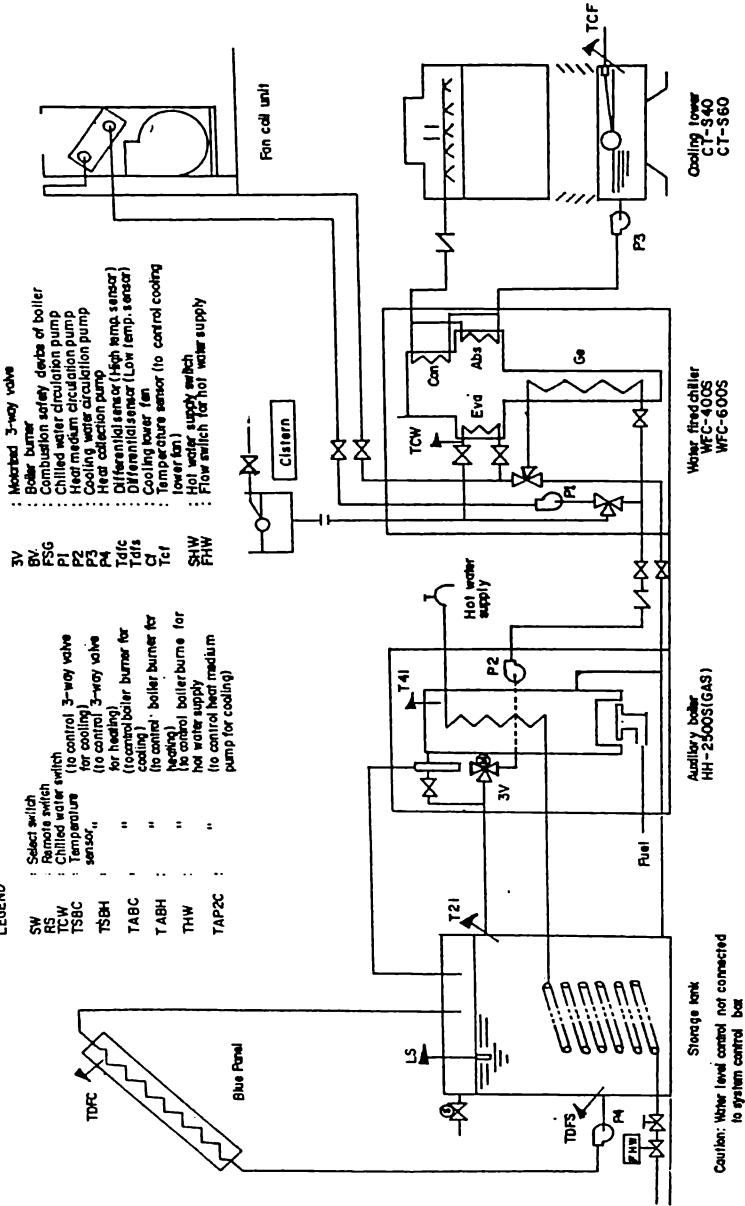 LEGEND
SW : Select switch
RS : Remote switch
TCW : Chilled water switch
TSBC : Temperature (to control 3-way valve
sensor for cooling)
TSBH : " (to control 3-way valve
for heating)
TABC : " (to control boiler burner for
cooling)
TABH : " (to control boiler burner for
heating)
THW : " (to control boiler burne for
hot water supply
TAP2C : " (to control heat medium
pump for cooling)
3V : Motorized 3-way valve
BV. : Boiler burner
FSG : Combustion safety device of boiler
P1 : Chilled water circulation pump
P2 : Heat medium circulation pump
P3 : Cooling water circulation pump
P4 : Heat collection pump
Tdfc : Differential sensor (High temp. sensor)
Tdfs : Differential sensor (Low temp. sensor)
Cf : Cooling tower fan
Tcf : Temperature sensor (to control cooling
tower fan)
SHW : Hot water supply switch
FHW : Flow switch for hot water supply
Fan coil unit
TDFC
Blue Panel
Cistern
TCF
LS
T21
T41
3V
P2
Hot water
supply
TCW
P1
Con
Abs
Eva
Ge
P3
TDFS
P4
FHW
Fuel
Storage tank
Auxiliary boiler
HH-2500S(GAS)
Water fired chiller
WFC-400S
WFC-600S
Cooling tower
CT-S40
CT-S60
Caution: Water level control not connected
to system control box